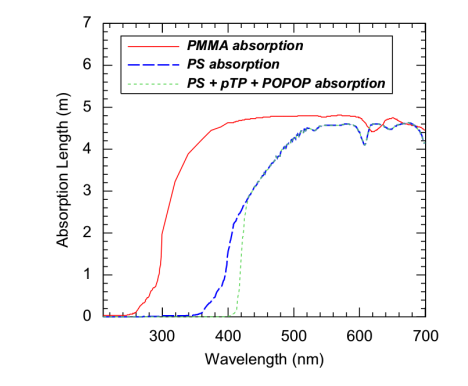 7
PMMA absorption
PS absorption
PS + pTP + POPOP absorption
6
5
4
3
2
1
0
Absorption Length (m)
300 400 500 600 700
Wavelength (nm)